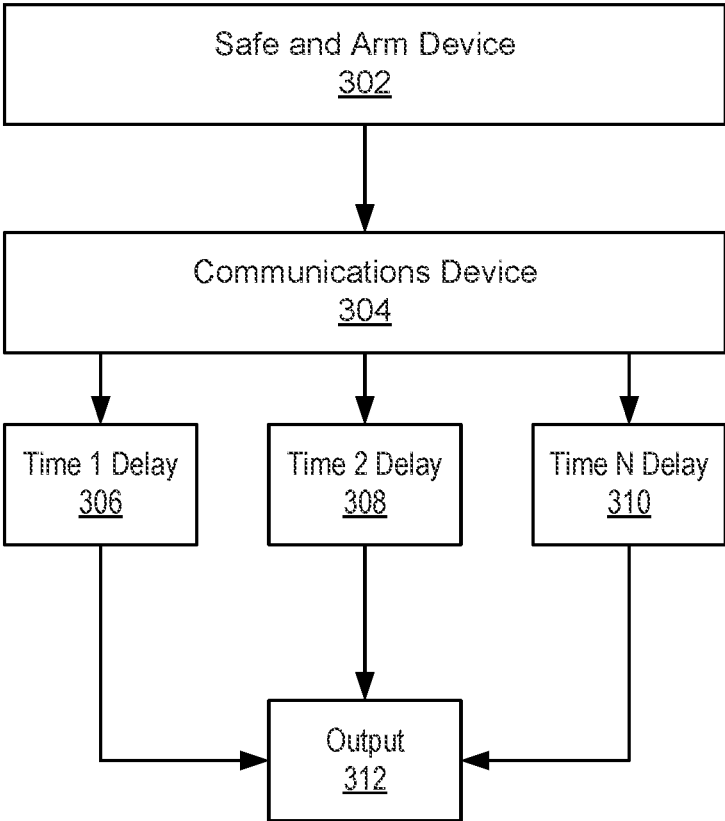 Safe and Arm Device
302
Communications Device
304
Time 1 Delay
306
Time 2 Delay
308
Time N Delay
310
Output
312